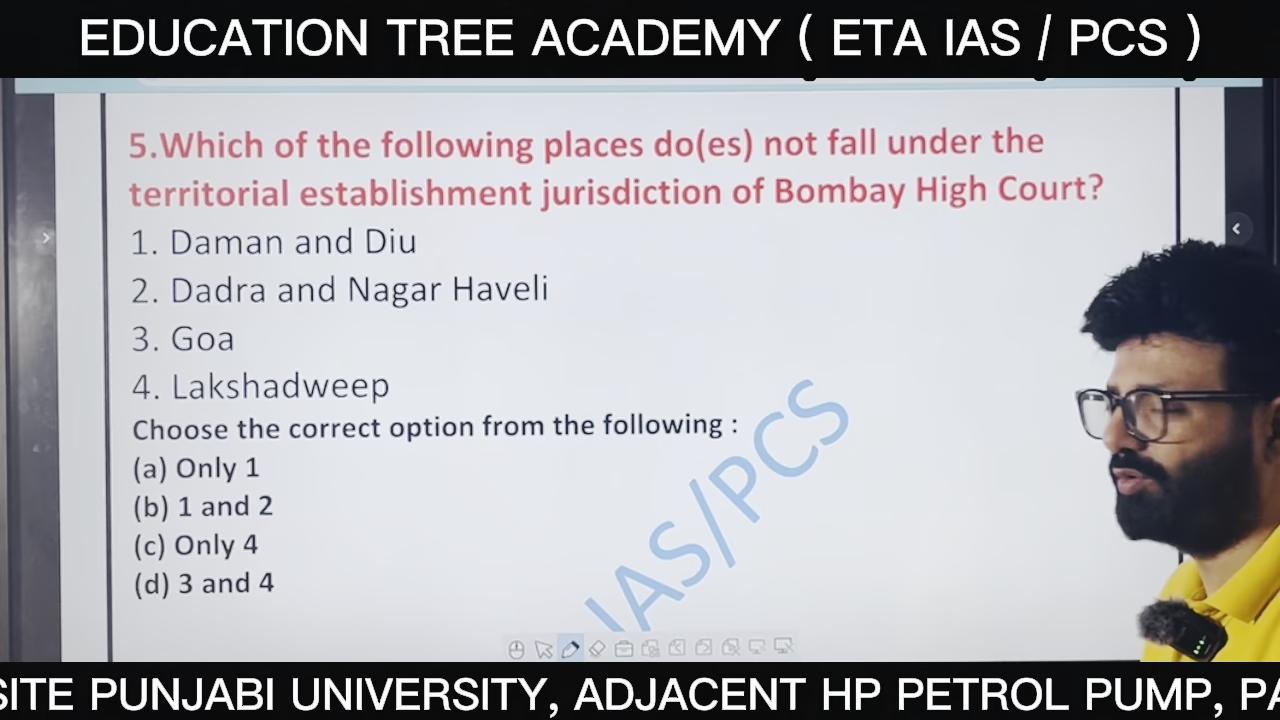 EDUCATION TREE ACADEMY ( ETA IAS / PCS )
5.Which of the following places do(es) not fall under the
territorial establishment jurisdiction of Bombay High Court?
1. Daman and Diu
2. Dadra and Nagar Haveli
3. Goa
4. Lakshadweep
Choose the correct option from the following :
(a) Only 1
(b) 1 and 2
(c) Only 4
(d) 3 and 4
IAS/PCS
SITE PUNJABI UNIVERSITY, ADJACENT HP PETROL PUMP, PA